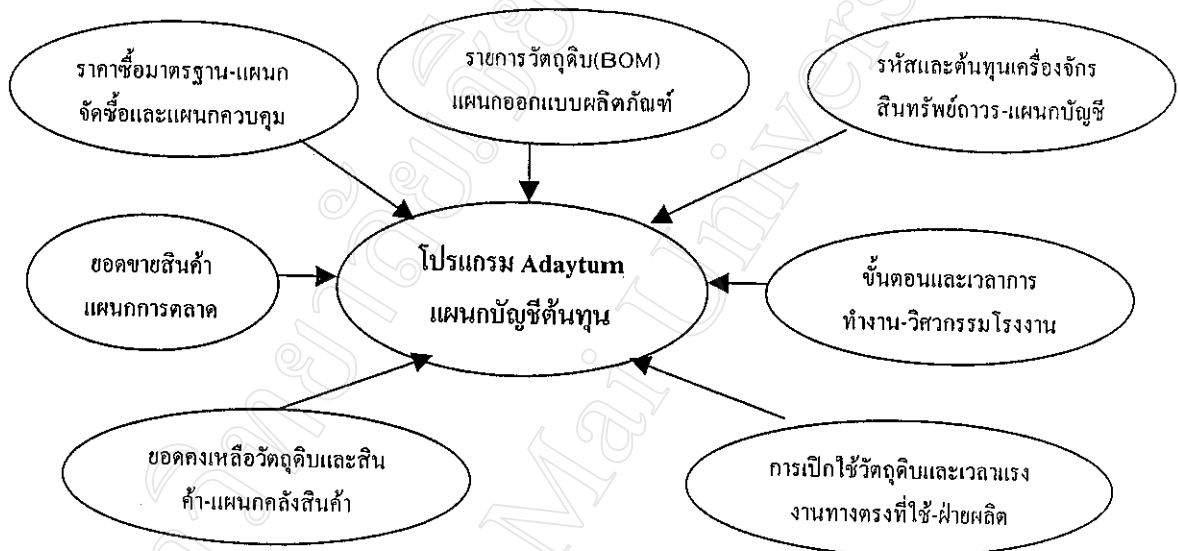 ราคาซื้อมาตรฐาน-แผนก
จัดซื้อและแผนกควบคุม
รายการวัตถุดิบ(BOM)
แผนกออกแบบผลิตภัณฑ์
รหัสและต้นทุนเครื่องจักร
สินทรัพย์ถาวร-แผนกบัญชี
ยอดขายสินค้า
แผนกการตลาด
โปรแกรม Adaytum
แผนกบัญชีต้นทุน
ขั้นตอนและเวลาการ
ทำงาน-วิศวกรรมโรงงาน
ยอดคงเหลือวัตถุดิบและสิน
ค้า-แผนกคลังสินค้า
การเบิกใช้วัตถุดิบและเวลาแรง
งานทางตรงที่ใช้-ฝ่ายผลิต
Mai Univers